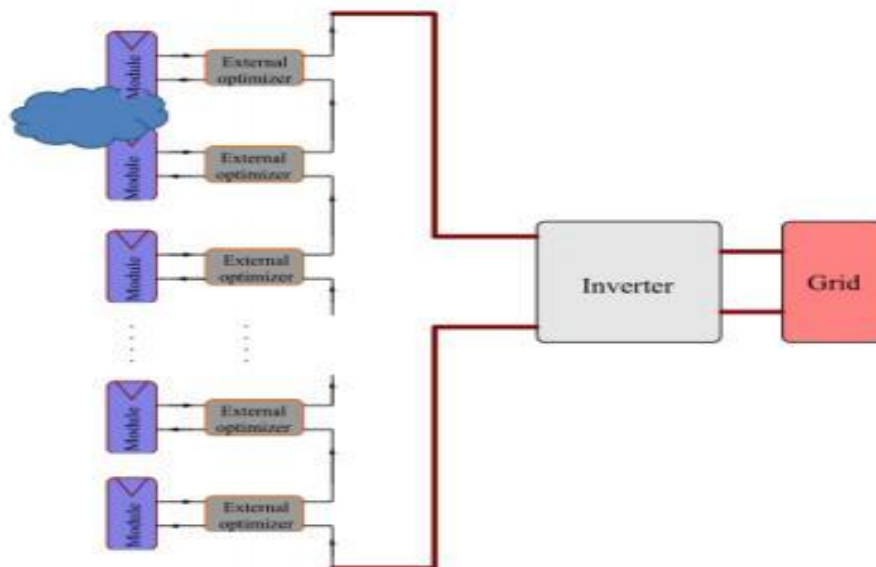 Module
External
optimizer
Module
External
optimizer
Module
External
optimizer
Inverter
Grid
Module
External
optimizer
Module
External
optimizer